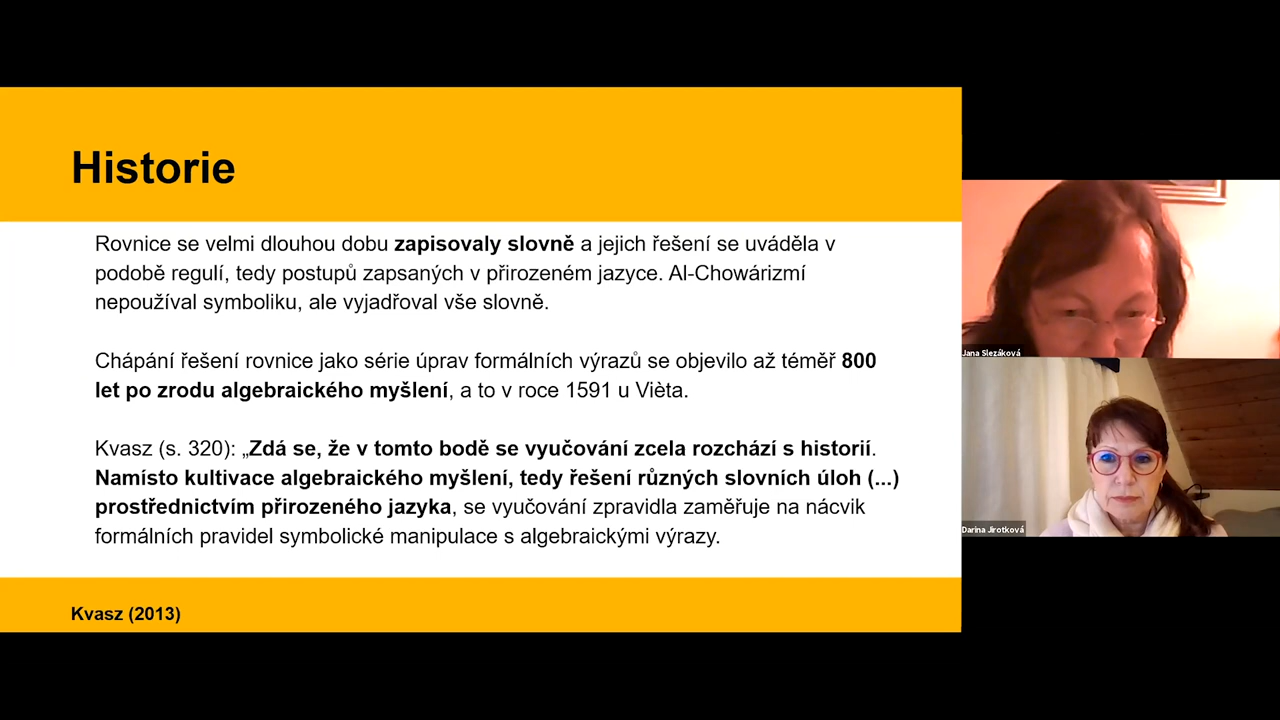 Historie
Rovnice se velmi dlouhou dobu zapisovaly slovně a jejich řešení se uváděla v
podobě regulí, tedy postupů zapsaných v přirozeném jazyce. Al-Chowárizmí
nepoužíval symboliku, ale vyjadřoval vše slovně.
Chápání řešení rovnice jako série úprav formálních výrazů se objevilo až téměř 800
let po zrodu algebraického myšlení, a to v roce 1591 u Vièta.
Kvasz (s. 320): „Zdá se, že v tomto bodě se vyučování zcela rozchází s historií.
Namísto kultivace algebraického myšlení, tedy řešení různých slovních úloh (...)
prostřednictvím přirozeného jazyka, se vyučování zpravidla zaměřuje na nácvik
formálních pravidel symbolické manipulace s algebraickými výrazy.
Kvasz (2013)
Jana Slezáková
Darina Jirotková